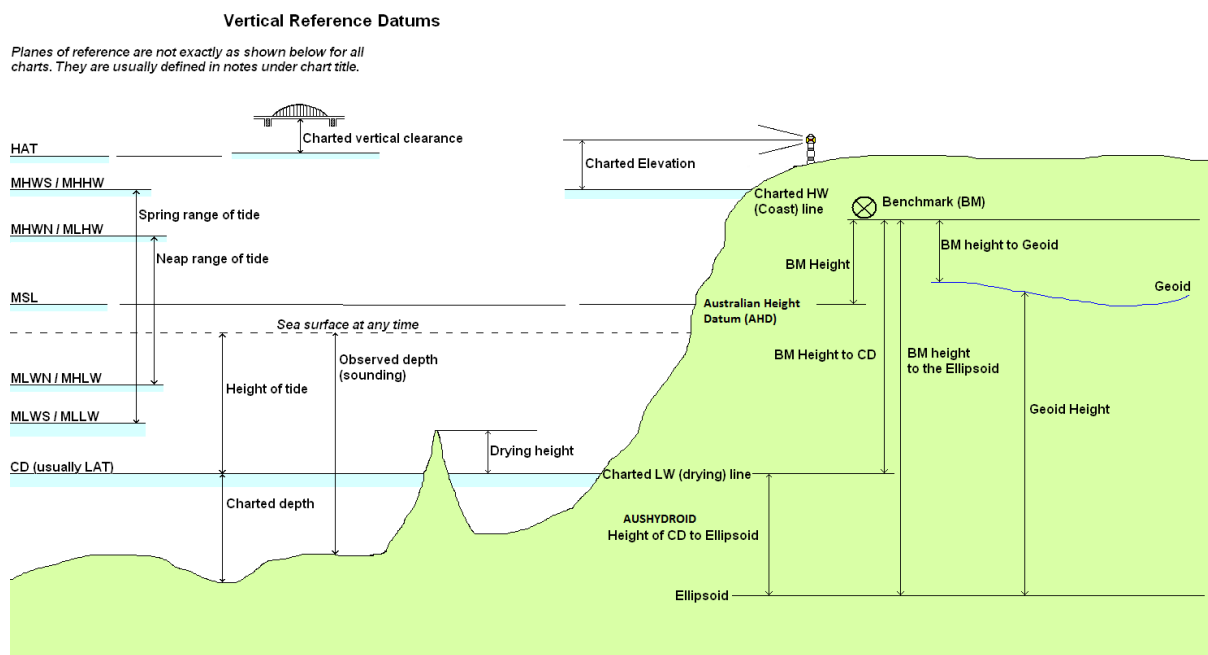 Vertical Reference Datums
Planes of reference are not exactly as shown below for all
charts. They are usually defined in notes under chart title.
Charted vertical clearance
HAT
Charted Elevation
MHWS / MHHW
Charted HW
(Coast) line
Benchmark (BM)
Spring range of tide
MHWN / MLHW
BM height to Geoid
Neap range of tide
BM Height
Geoid
MSL
Australian Height
Datum (AHD)
Sea surface at any time
BM Height to CD
BM height
to the Ellipsoid
Observed depth
(sounding)
MLWN / MHLW
Height of tide
Geoid Height
MLWS / MLLW
Drying height
CD (usually LAT)
Charted LW (drying) line
Charted depth
AUSHYDROID
Height of CD to Ellipsoid
Ellipsoid